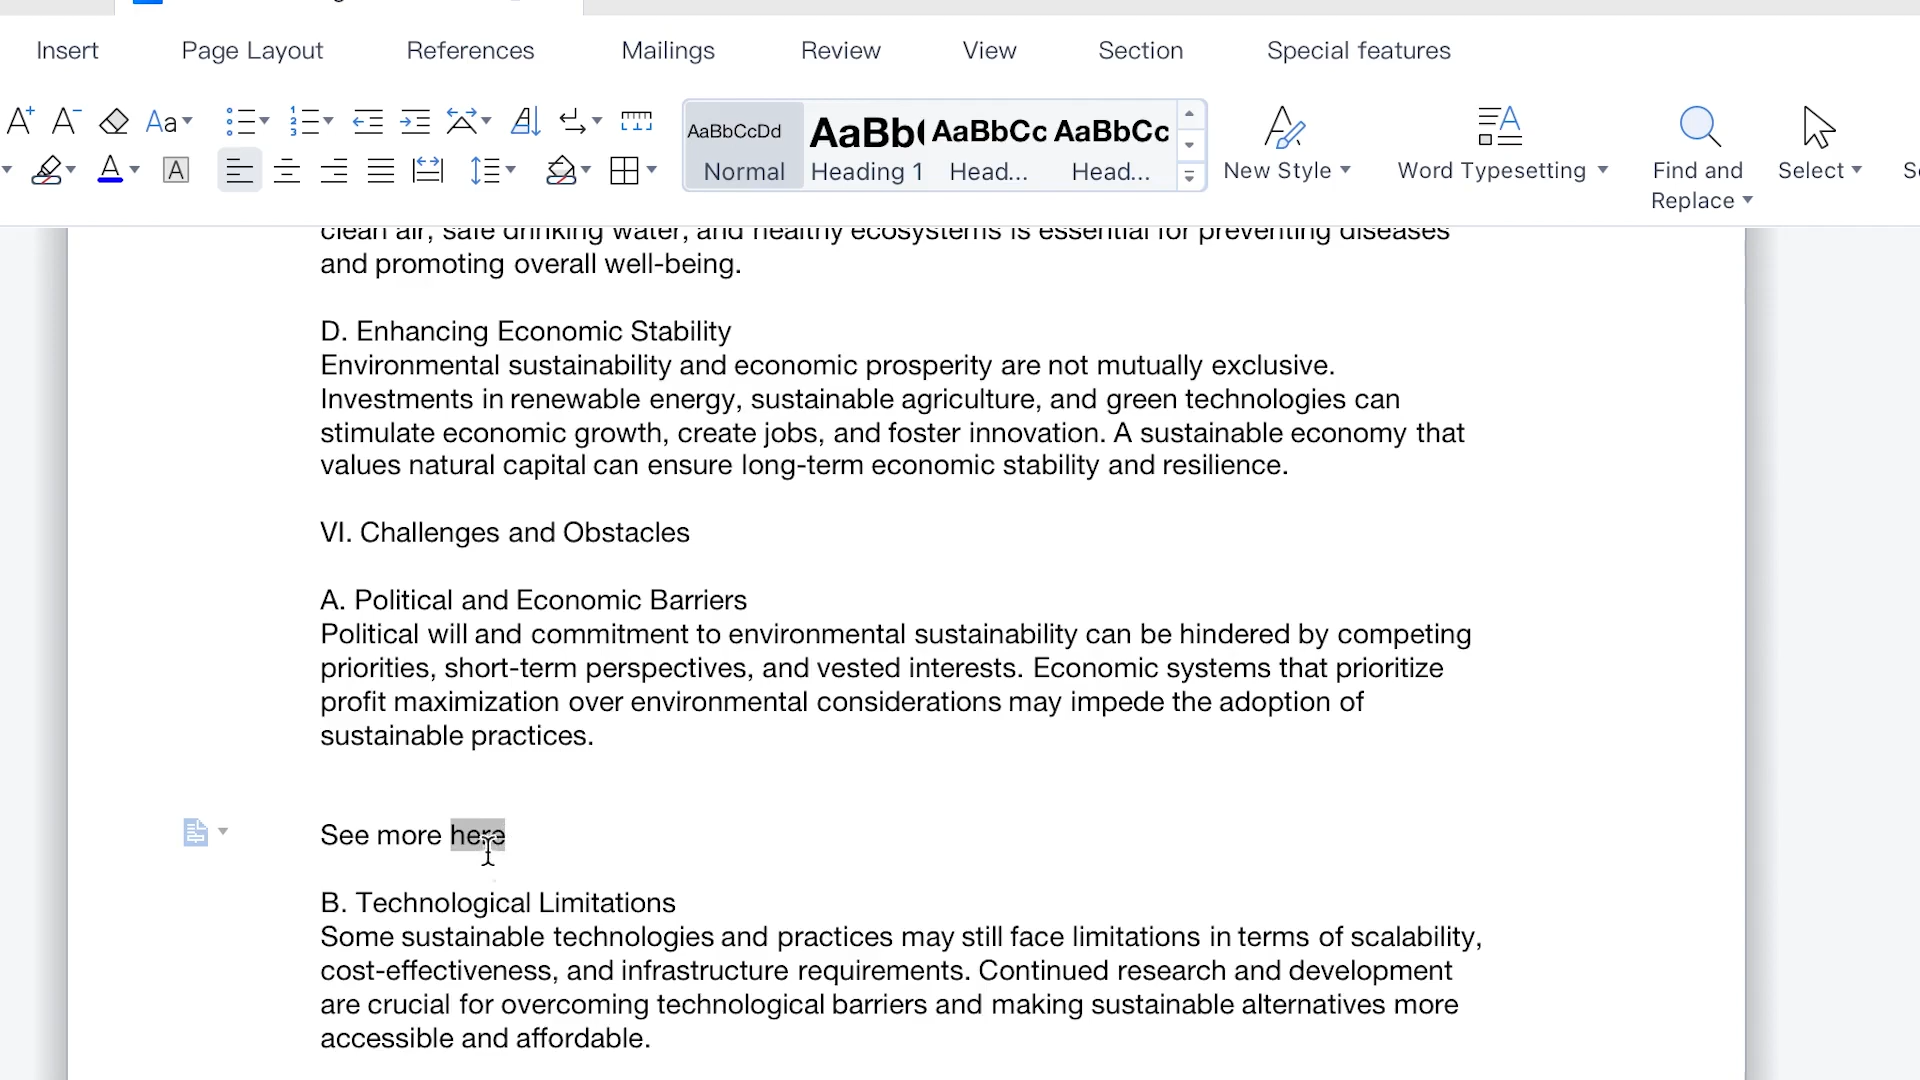 Insert Page Layout References Mailings Review View Section Special features
AaBbCcDd AaBb( AaBbCc AaBbCc
Normal Heading 1 Head... Head...
New Style Word Typesetting Find and Replace Select
clean air, safe drinking water, and healthy ecosystems is essential for preventing diseases
and promoting overall well-being.
D. Enhancing Economic Stability
Environmental sustainability and economic prosperity are not mutually exclusive.
Investments in renewable energy, sustainable agriculture, and green technologies can
stimulate economic growth, create jobs, and foster innovation. A sustainable economy that
values natural capital can ensure long-term economic stability and resilience.
VI. Challenges and Obstacles
A. Political and Economic Barriers
Political will and commitment to environmental sustainability can be hindered by competing
priorities, short-term perspectives, and vested interests. Economic systems that prioritize
profit maximization over environmental considerations may impede the adoption of
sustainable practices.
See more here
B. Technological Limitations
Some sustainable technologies and practices may still face limitations in terms of scalability,
cost-effectiveness, and infrastructure requirements. Continued research and development
are crucial for overcoming technological barriers and making sustainable alternatives more
accessible and affordable.